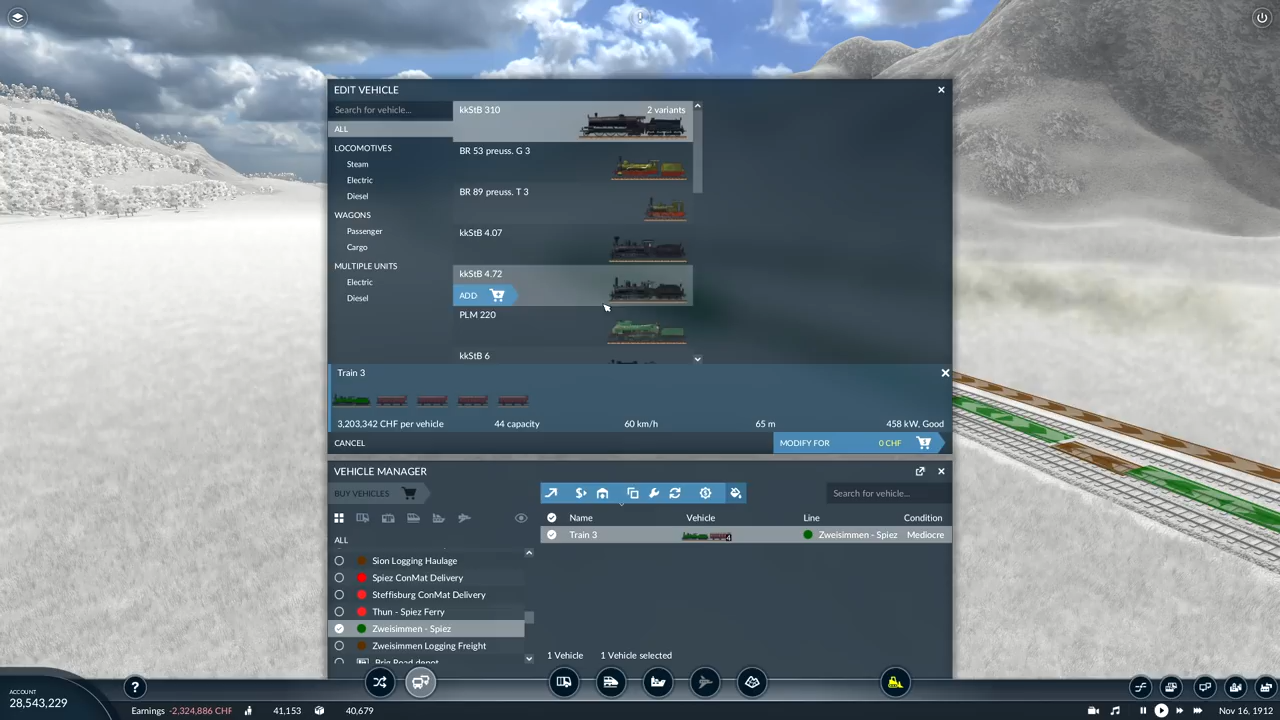 EDIT VEHICLE
Search for vehicle...
ALL
LOCOMOTIVES
Steam
Electric
Diesel
WAGONS
Passenger
Cargo
MULTIPLE UNITS
Electric
Diesel
kkStB 310 2 variants
BR 53 preuss. G 3
BR 89 preuss. T 3
kkStB 4.07
kkStB 4.72
ADD
PLM 220
kkStB 6
Train 3
3,203,342 CHF per vehicle 44 capacity 60 km/h 65 m 458 kW, Good
CANCEL
MODIFY FOR 0 CHF
VEHICLE MANAGER
BUY VEHICLES
Search for vehicle...
ALL
Sion Logging Haulage
Spiez ConMat Delivery
Steffisburg ConMat Delivery
Thun - Spiez Ferry
Zweisimmen - Spiez
Zweisimmen Logging Freight
Brig Road depot
Name Vehicle Line Condition
Train 3 4 Zweisimmen - Spiez Mediocre
1 Vehicle 1 Vehicle selected
ACCOUNT
28,543,229
?
Earnings -2,324,886 CHF 41,153 40,679
Nov 16, 1912